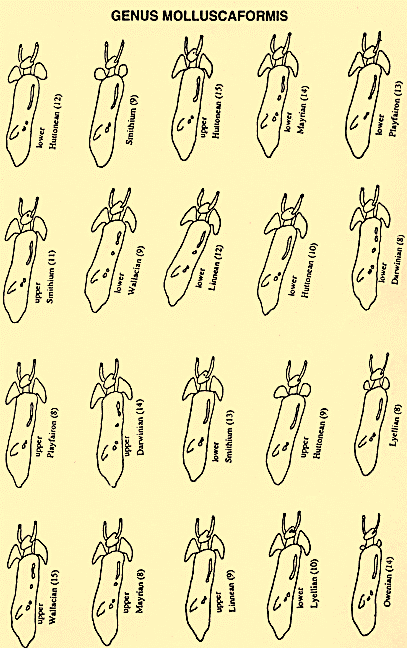 GENUS MOLLUSCAFORMIS
lower
Huttonean (12)
Smithium (9)
upper
Huttonean (15)
lower
Mayrian (14)
lower
Playfairon (13)
upper
Smithium (11)
lower
Wallacian (9)
lower
Linnean (12)
lower
Huttonean (10)
lower
Darwinian (8)
upper
Playfairon (8)
upper
Darwinian (14)
lower
Smithium (13)
upper
Huttonean (9)
Lyellian (8)
upper
Wallacian (15)
upper
Mayrian (8)
upper
Linnean (9)
lower
Lyellian (10)
Owenian (14)